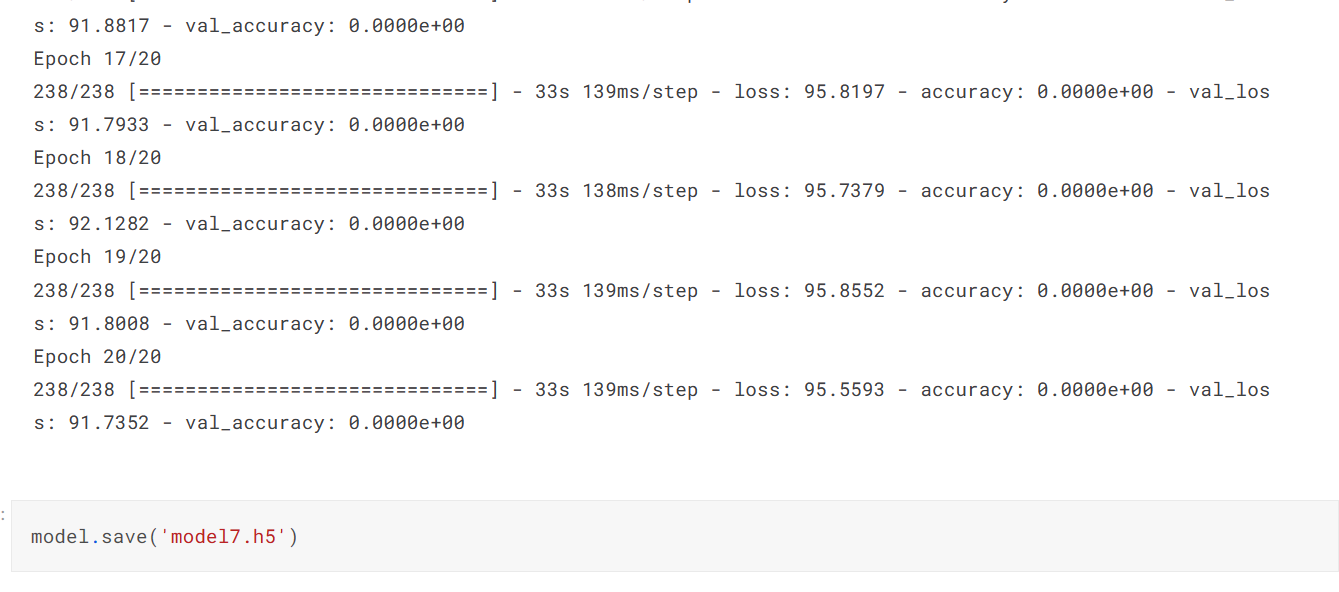 s: 91.8817 - val_accuracy: 0.0000e+00
Epoch 17/20
238/238 [==============================] - 33s 139ms/step - loss: 95.8197 - accuracy: 0.0000e+00 - val_los
s: 91.7933 - val_accuracy: 0.0000e+00
Epoch 18/20
238/238 [==============================] - 33s 138ms/step - loss: 95.7379 - accuracy: 0.0000e+00 - val_los
s: 92.1282 - val_accuracy: 0.0000e+00
Epoch 19/20
238/238 [==============================] - 33s 139ms/step - loss: 95.8552 - accuracy: 0.0000e+00 - val_los
s: 91.8008 - val_accuracy: 0.0000e+00
Epoch 20/20
238/238 [==============================] - 33s 139ms/step - loss: 95.5593 - accuracy: 0.0000e+00 - val_los
s: 91.7352 - val_accuracy: 0.0000e+00
:
model.save('model7.h5')